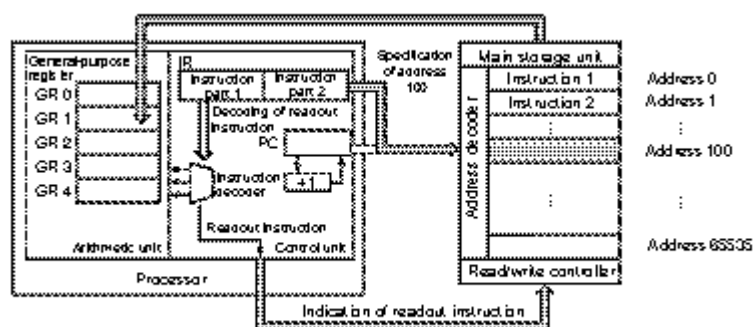 General-purpose
register
GR 0
GR 1
GR 2
GR 3
GR 4
Arithmetic unit
IR
Instruction
part 1
Instruction
part 2
Decoding of readout
instruction
PC
+1
Instruction
decoder
Readout instruction
Control unit
Processor
Specification
of address
100
Main storage unit
Address decoder
Instruction 1
Instruction 2
⋮
⋮
Read/write controller
Address 0
Address 1
⋮
Address 100
⋮
Address 65535
Indication of readout instruction